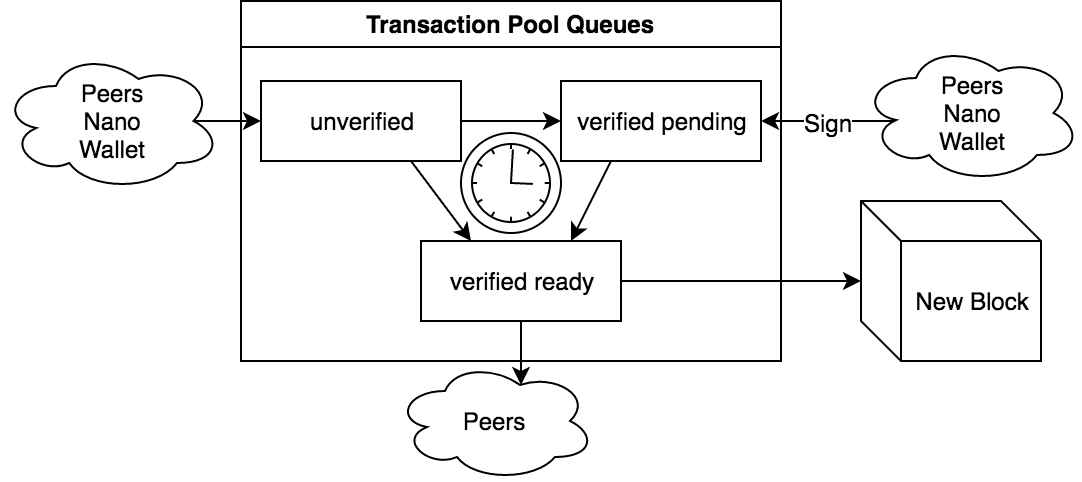 Transaction Pool Queues
Peers
Nano
Wallet
unverified
verified pending
Sign
Peers
Nano
Wallet
verified ready
New Block
Peers